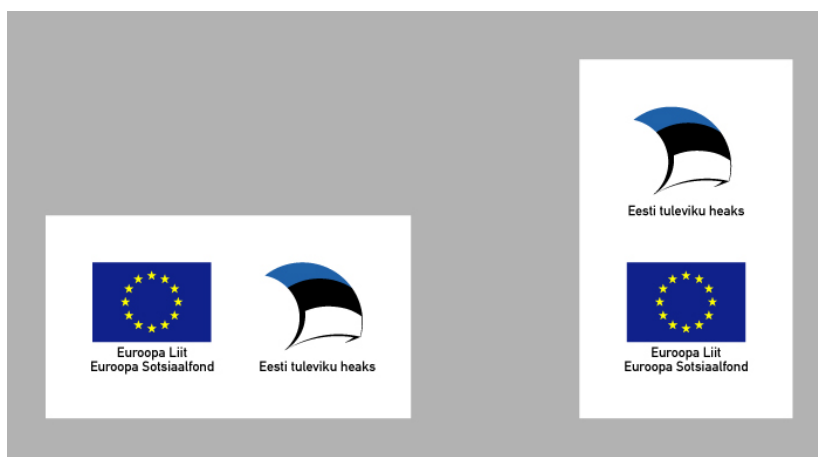 Euroopa Liit
Euroopa Sotsiaalfond
Eesti tuleviku heaks
Eesti tuleviku heaks
Euroopa Liit
Euroopa Sotsiaalfond